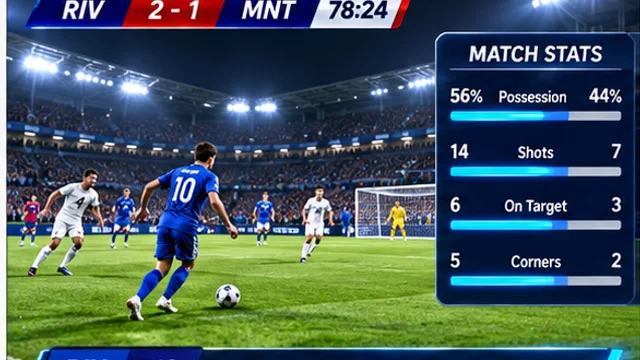 RIV 2 - 1 MNT 78:24
MATCH STATS
56% Possession 44%
14 Shots 7
6 On Target 3
5 Corners 2
10
4